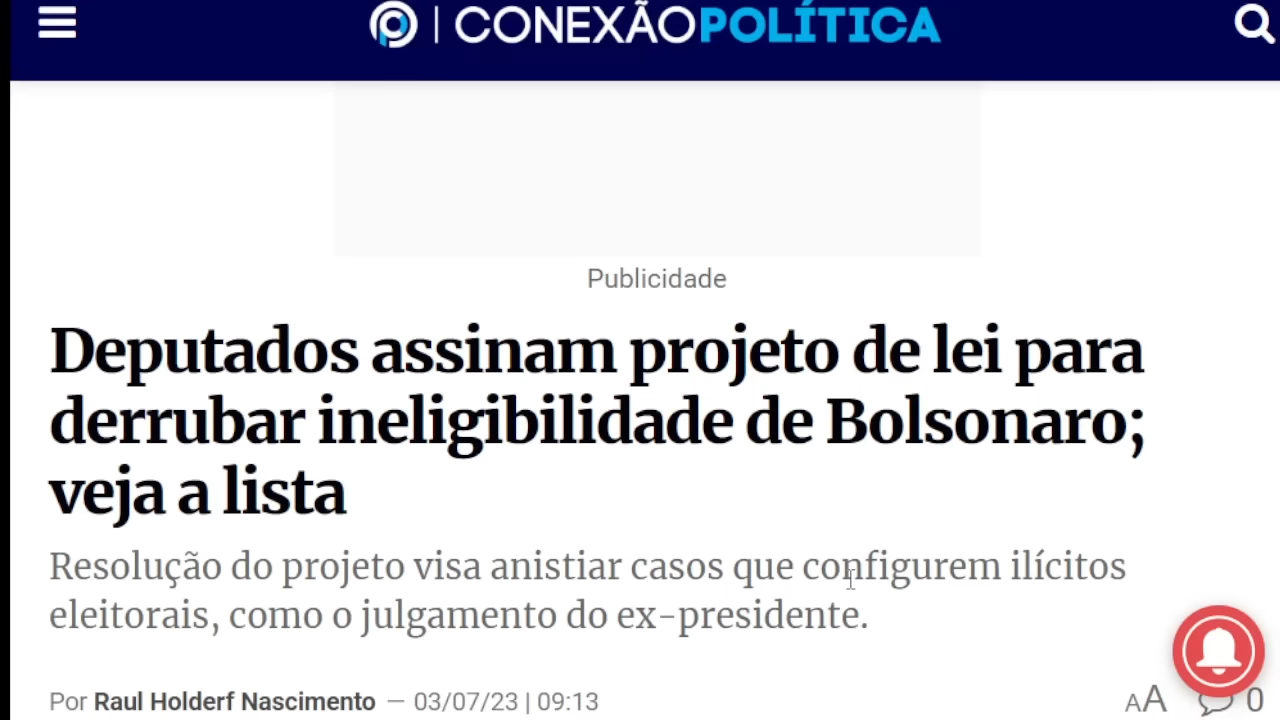 CONEXÃOPOLÍTICA
Publicidade
Deputados assinam projeto de lei para
derrubar ineligibilidade de Bolsonaro;
veja a lista
Resolução do projeto visa anistiar casos que configurem ilícitos
eleitorais, como o julgamento do ex-presidente.
Por Raul Holderf Nascimento — 03/07/23 | 09:13
AA 0